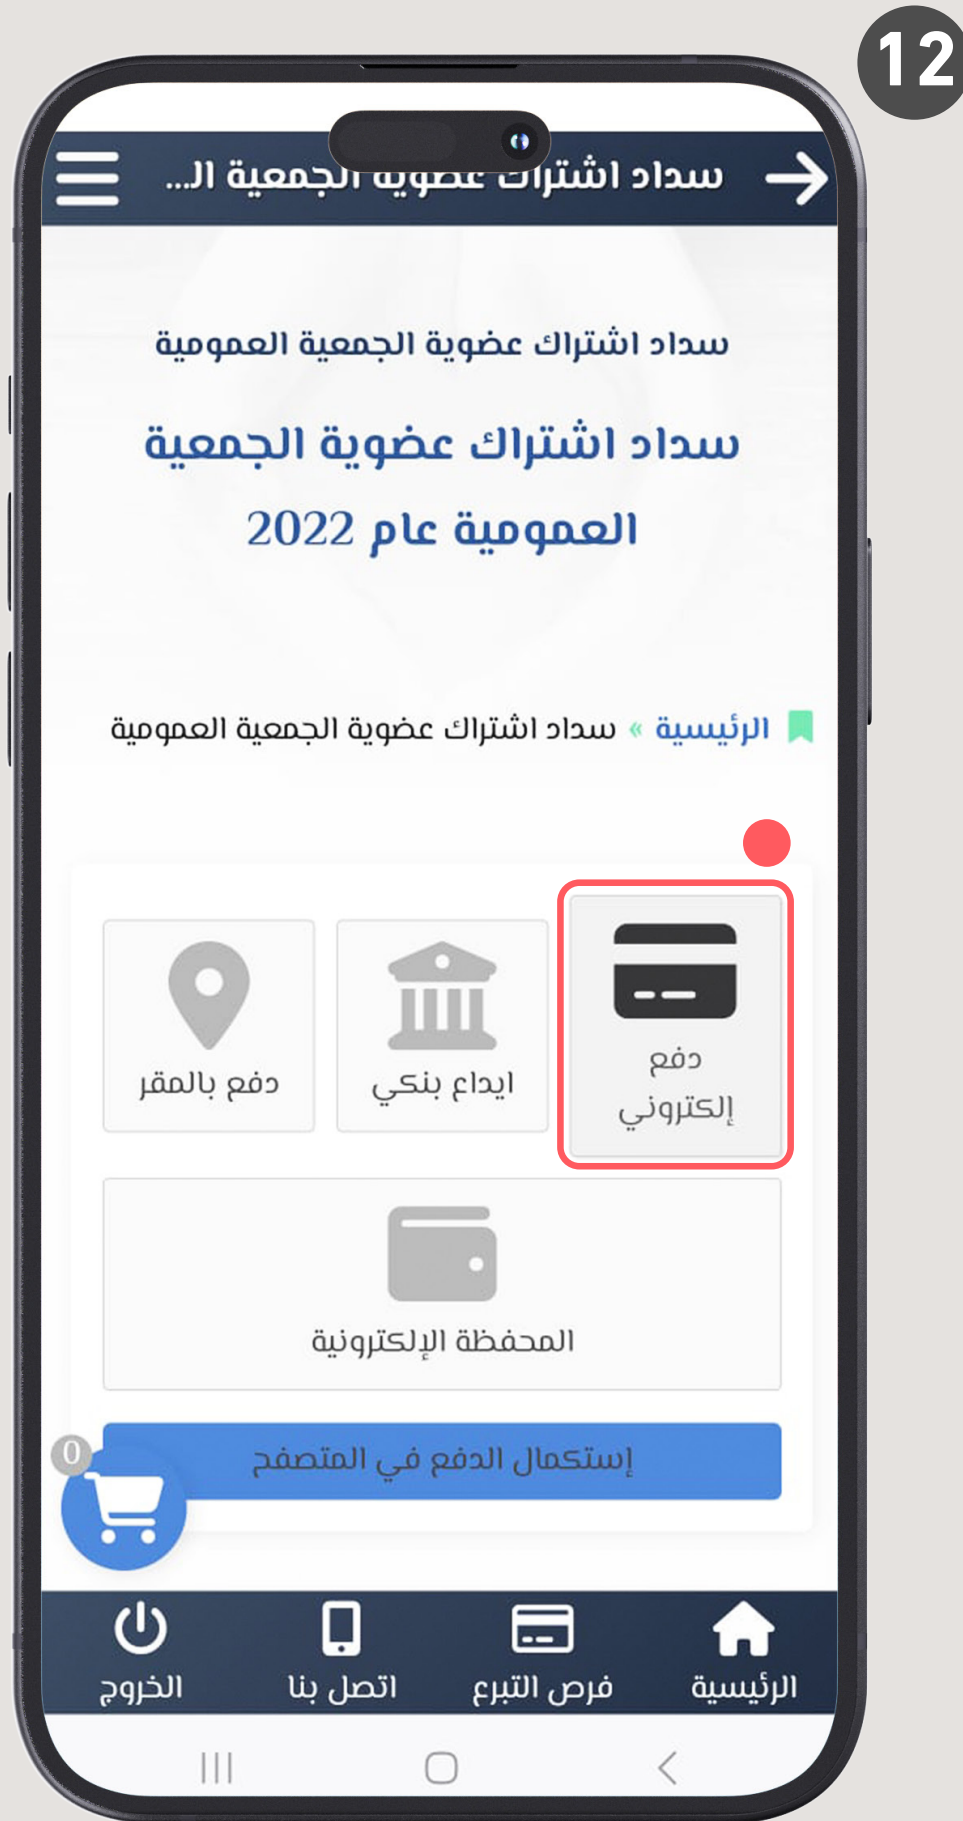 12
سداد اشتراك عضوية الجمعية الـ...
سداد اشتراك عضوية الجمعية العمومية
سداد اشتراك عضوية الجمعية
العمومية عام 2022
الرئيسية » سداد اشتراك عضوية الجمعية العمومية
دفع
إلكتروني
ايداع بنكي
دفع بالمقر
المحفظة الإلكترونية
إستكمال الدفع في المتصفح
0
الرئيسية
فرص التبرع
اتصل بنا
الخروج